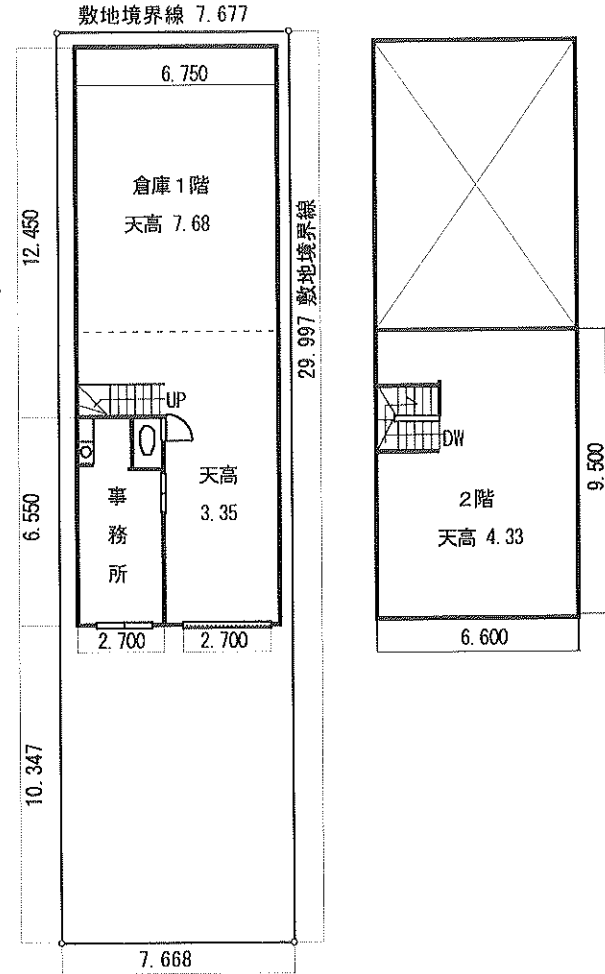 敷地境界線 7.677
6.750
倉庫1階
天高 7.68
12.450
29.997 敷地境界線
UP
天高
3.35
事務所
6.550
2.700
2.700
10.347
7.668
DW
2階
天高 4.33
9.500
6.600